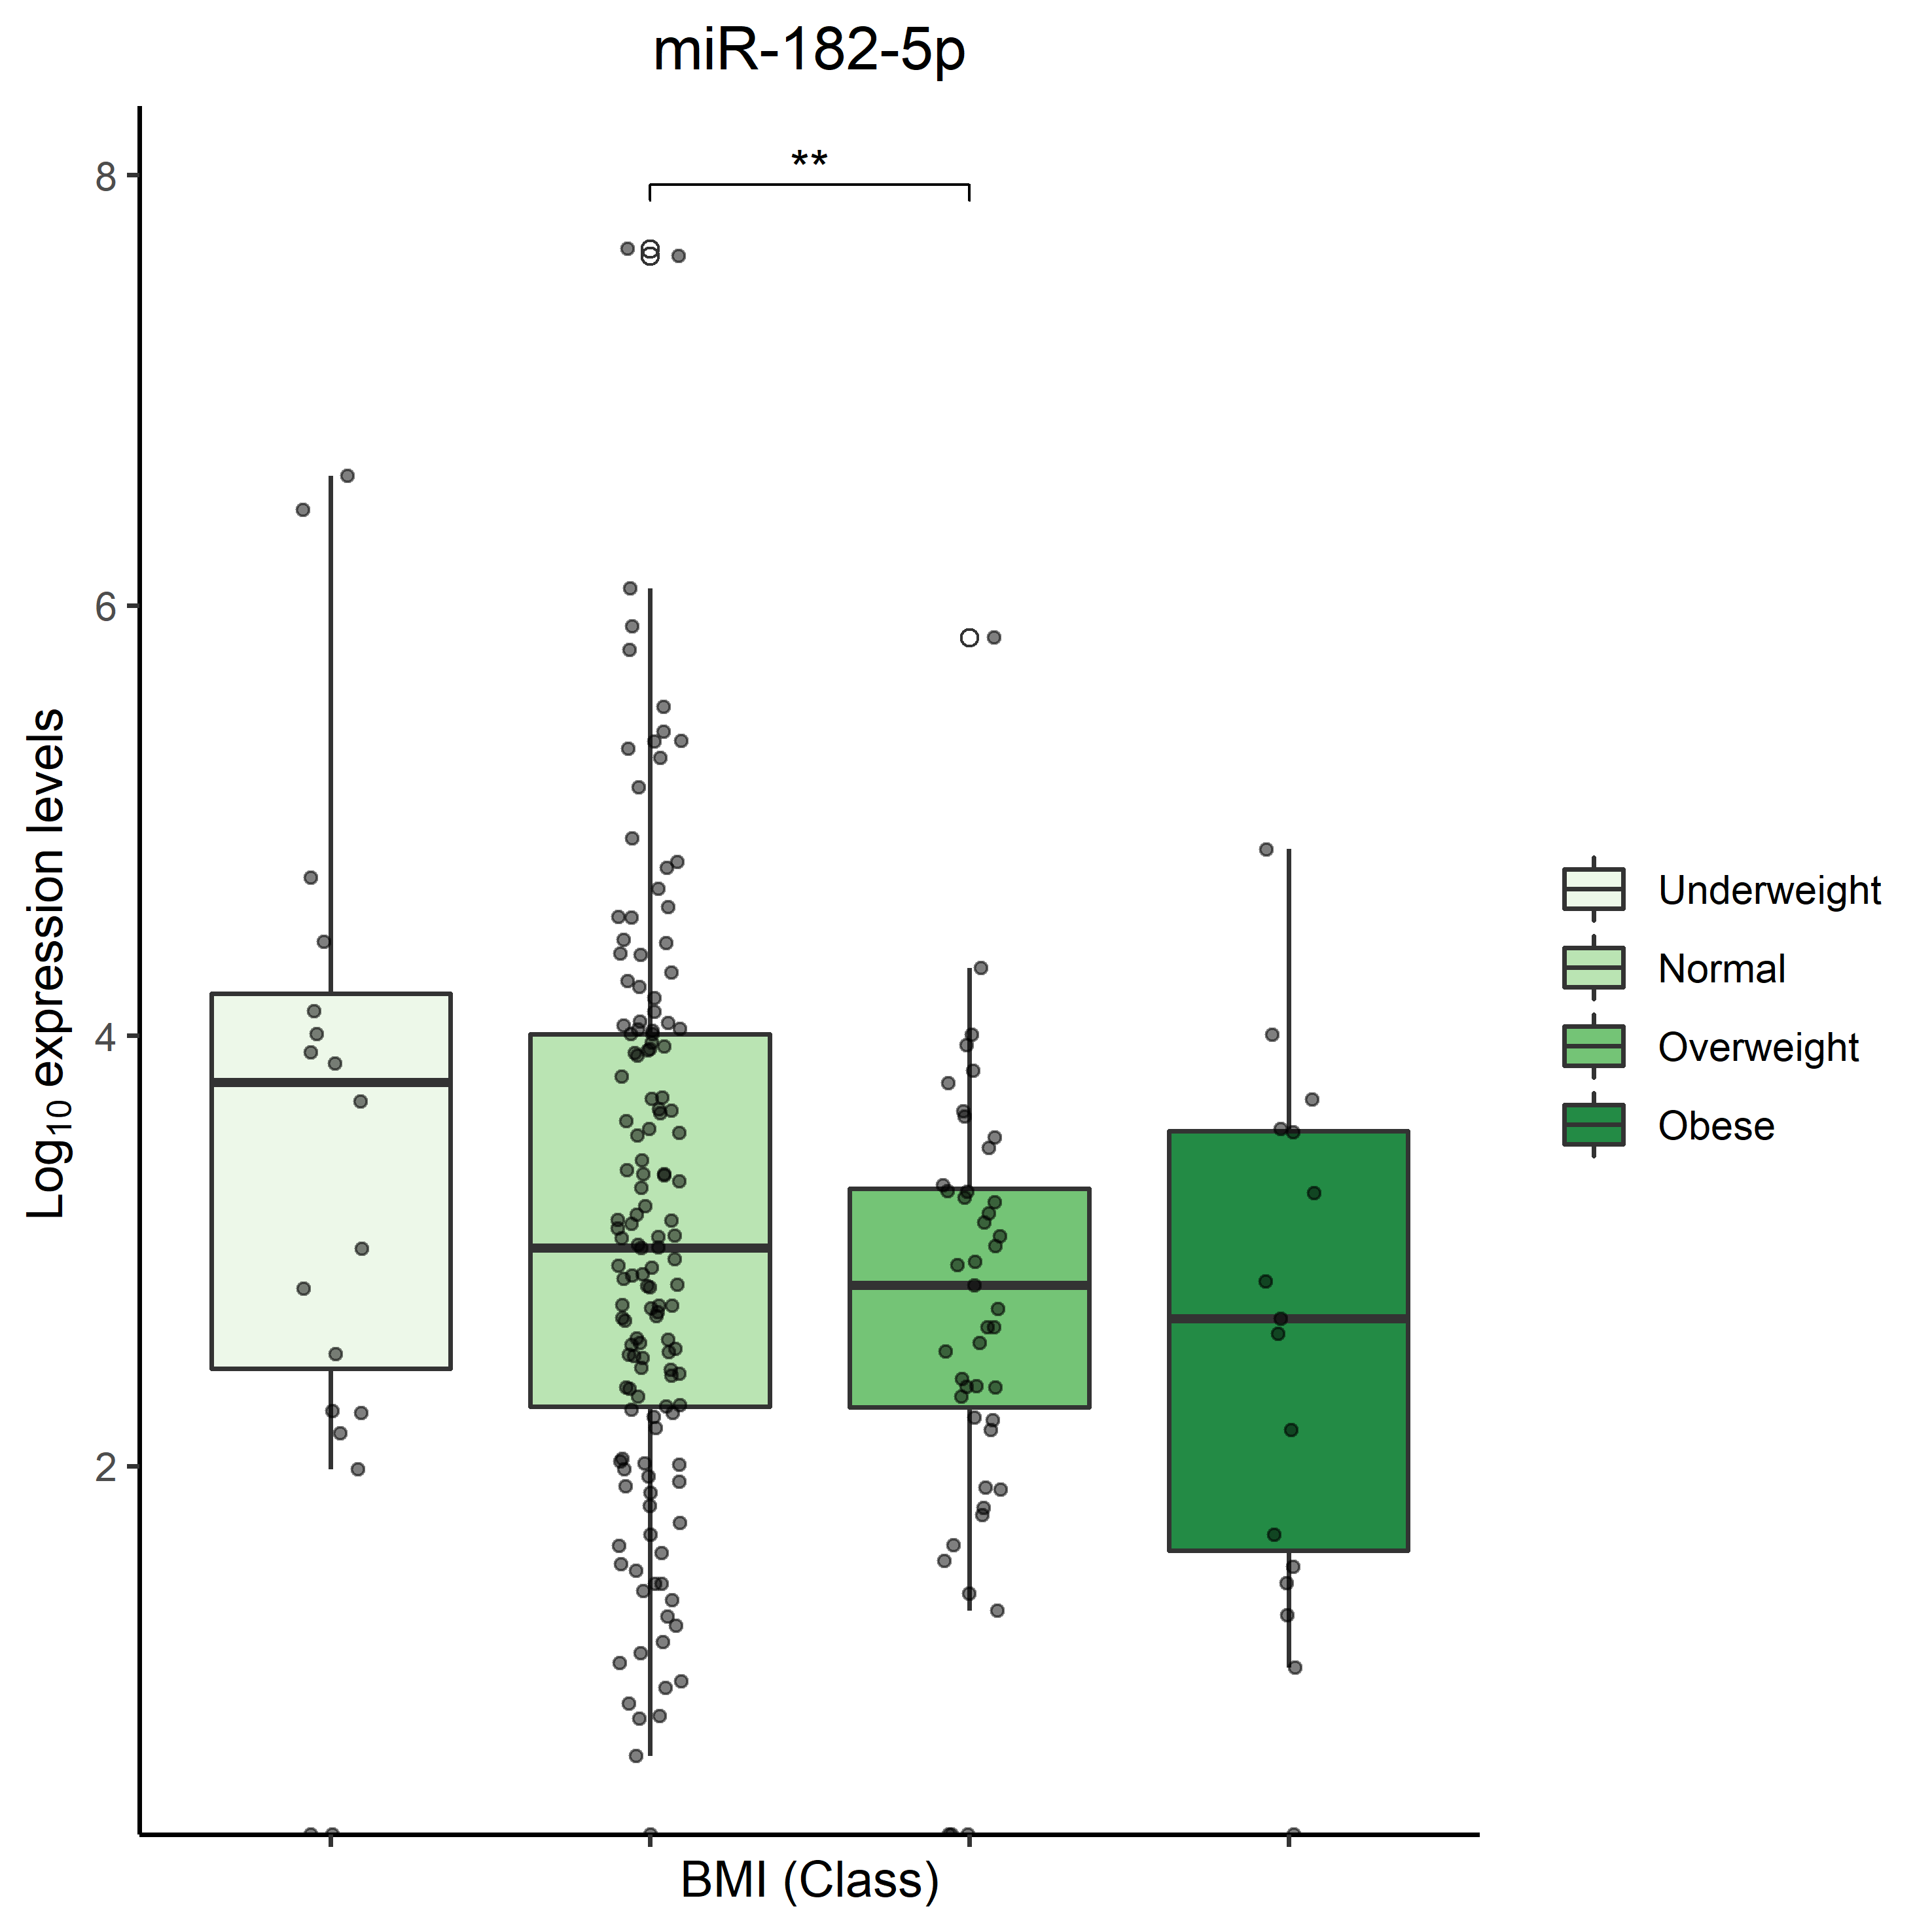 miR-182-5p
**
8
6
4
2
Log10 expression levels
BMI (Class)
Underweight
Normal
Overweight
Obese